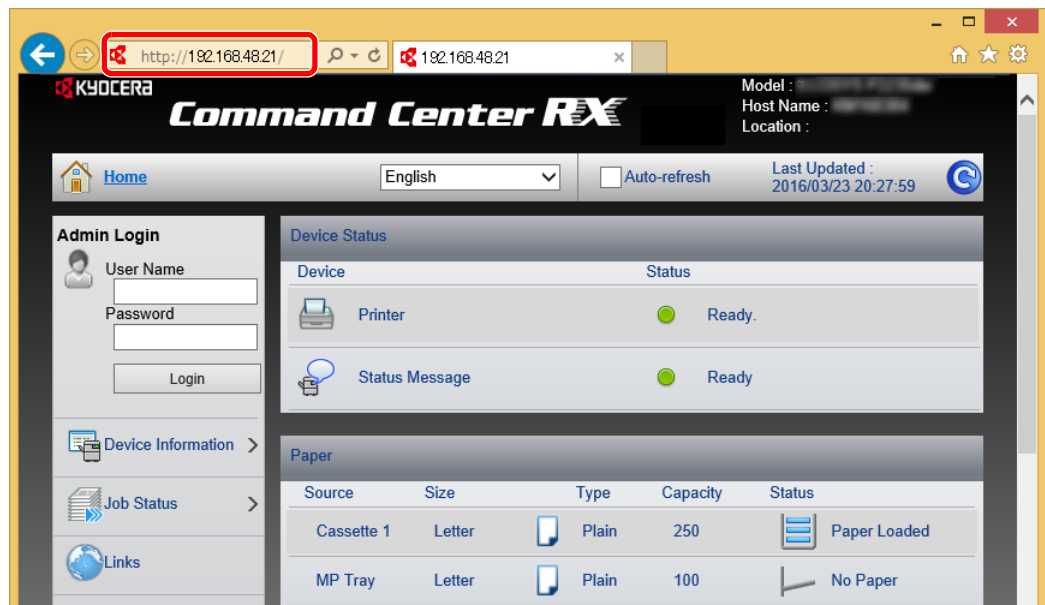 http://192.168.48.21/
192.168.48.21
KYOCERA
Command Center RX
Model :
Host Name :
Location :
Home
English
Auto-refresh
Last Updated :
2016/03/23 20:27:59
Admin Login
User Name
Password
Login
Device Information
Job Status
Links
Device Status
Device Status
Printer Ready.
Status Message Ready
Paper
Source Size Type Capacity Status
Cassette 1 Letter Plain 250 Paper Loaded
MP Tray Letter Plain 100 No Paper